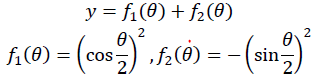 y = f₁(θ) + f₂(θ)
f₁(θ) = (cos θ/2)², f₂(θ) = −(sin θ/2)²